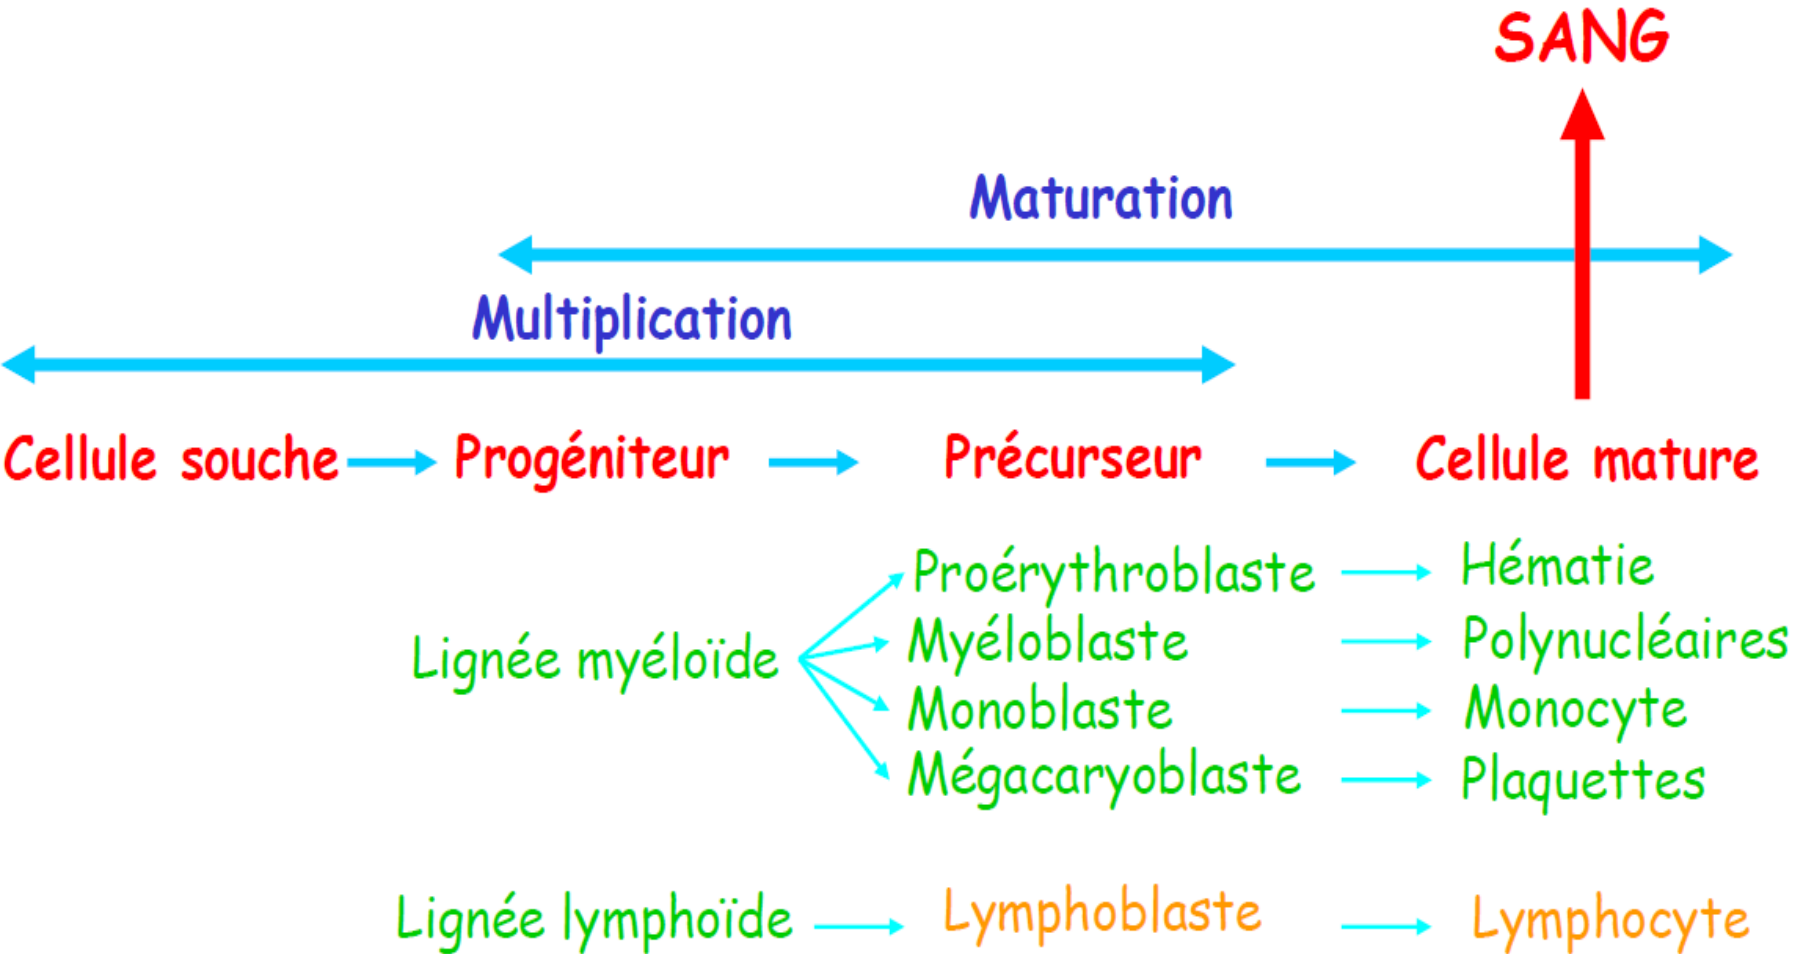 SANG
Maturation
Multiplication
Cellule souche Progéniteur Précurseur Cellule mature
Proérythroblaste Hématie
Lignée myéloïde Myéloblaste Polynucléaires
Monoblaste Monocyte
Mégacaryoblaste Plaquettes
Lignée lymphoïde Lymphoblaste Lymphocyte